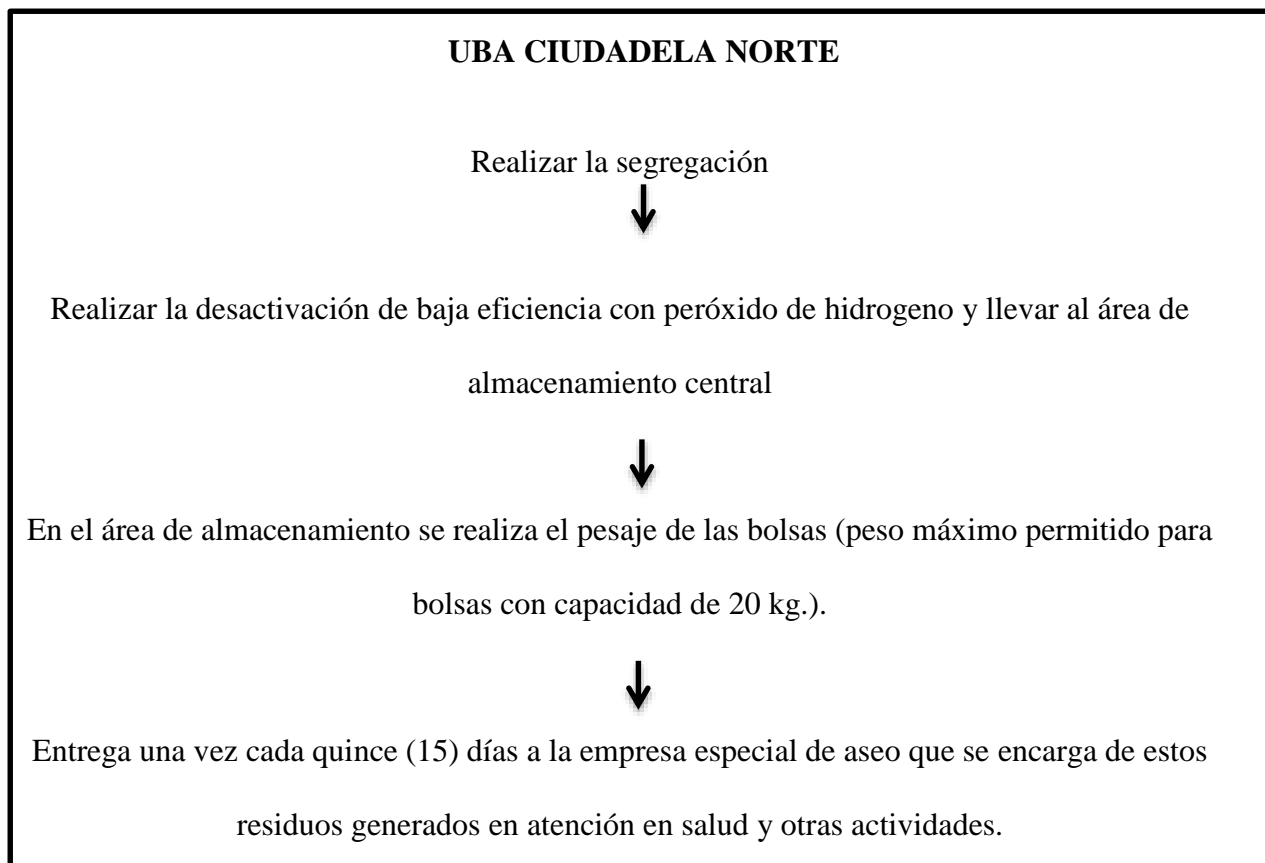 UBA CIUDADELA NORTE
Realizar la segregación
Realizar la desactivación de baja eficiencia con peróxido de hidrogeno y llevar al área de
almacenamiento central
En el área de almacenamiento se realiza el pesaje de las bolsas (peso máximo permitido para
bolsas con capacidad de 20 kg.).
Entrega una vez cada quince (15) días a la empresa especial de aseo que se encarga de estos
residuos generados en atención en salud y otras actividades.